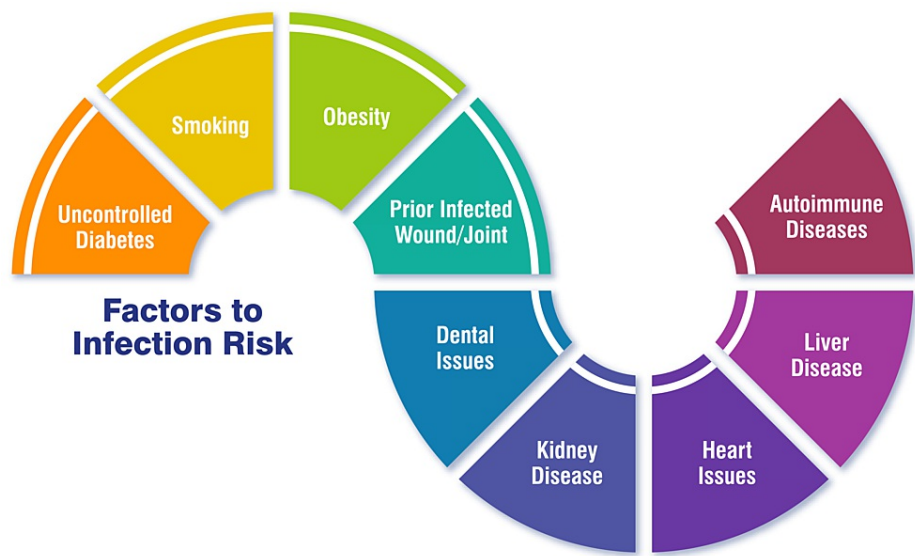 Uncontrolled
Diabetes
Smoking
Obesity
Prior Infected
Wound/Joint
Factors to
Infection Risk
Dental
Issues
Kidney
Disease
Heart
Issues
Liver
Disease
Autoimmune
Diseases